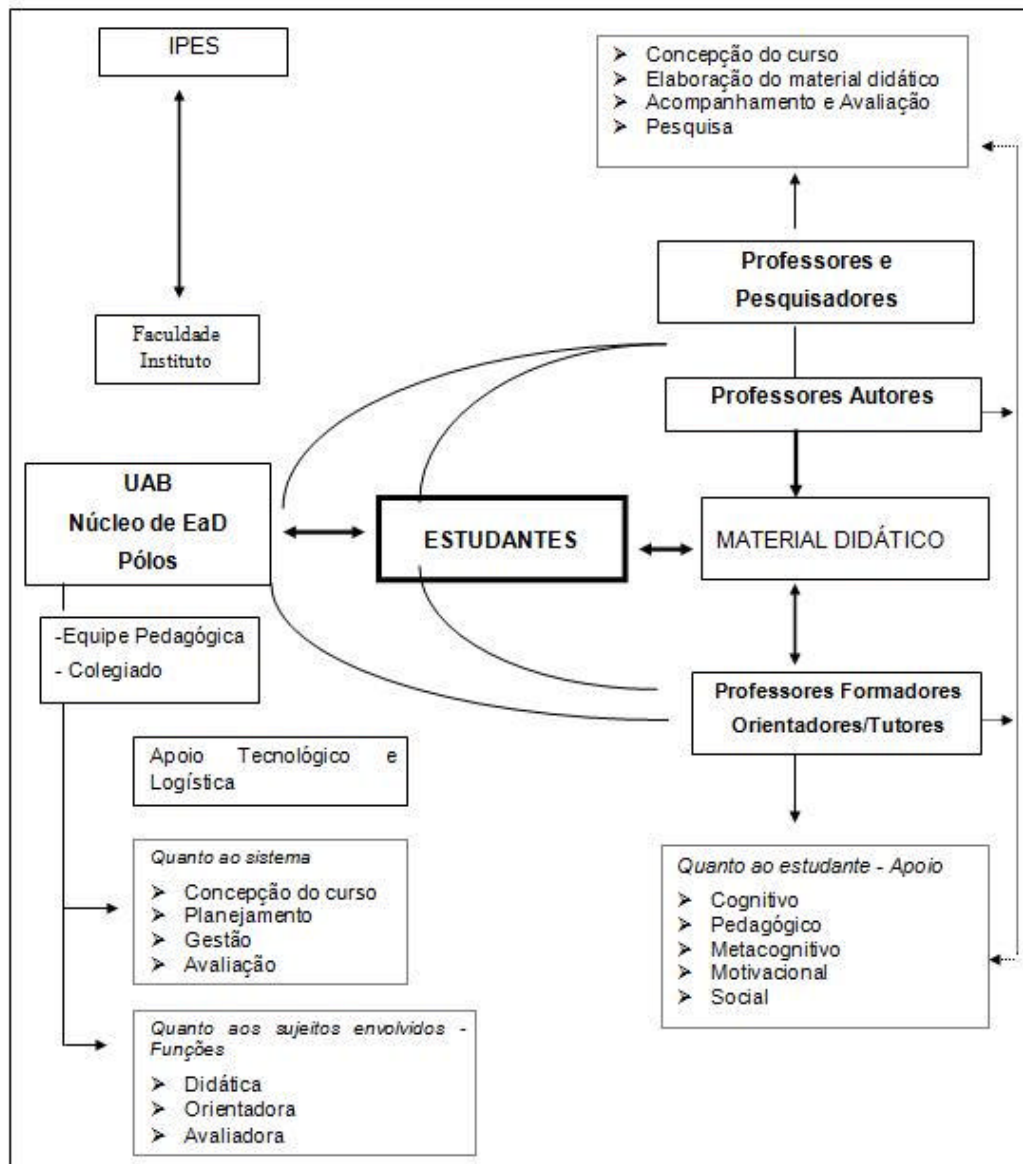 IPES
➢ Concepção do curso
➢ Elaboração do material didático
➢ Acompanhamento e Avaliação
➢ Pesquisa
Professores e
Pesquisadores
Faculdade
Instituto
Professores Autores
UAB
Núcleo de EaD
Pólos
ESTUDANTES
MATERIAL DIDÁTICO
-Equipe Pedagógica
- Colegiado
Professores Formadores
Orientadores/Tutores
Apoio Tecnológico e
Logística
Quanto ao sistema
➢ Concepção do curso
➢ Planejamento
➢ Gestão
➢ Avaliação
Quanto ao estudante - Apoio
➢ Cognitivo
➢ Pedagógico
➢ Metacognitivo
➢ Motivacional
➢ Social
Quanto aos sujeitos envolvidos -
Funções
➢ Didática
➢ Orientadora
➢ Avaliadora